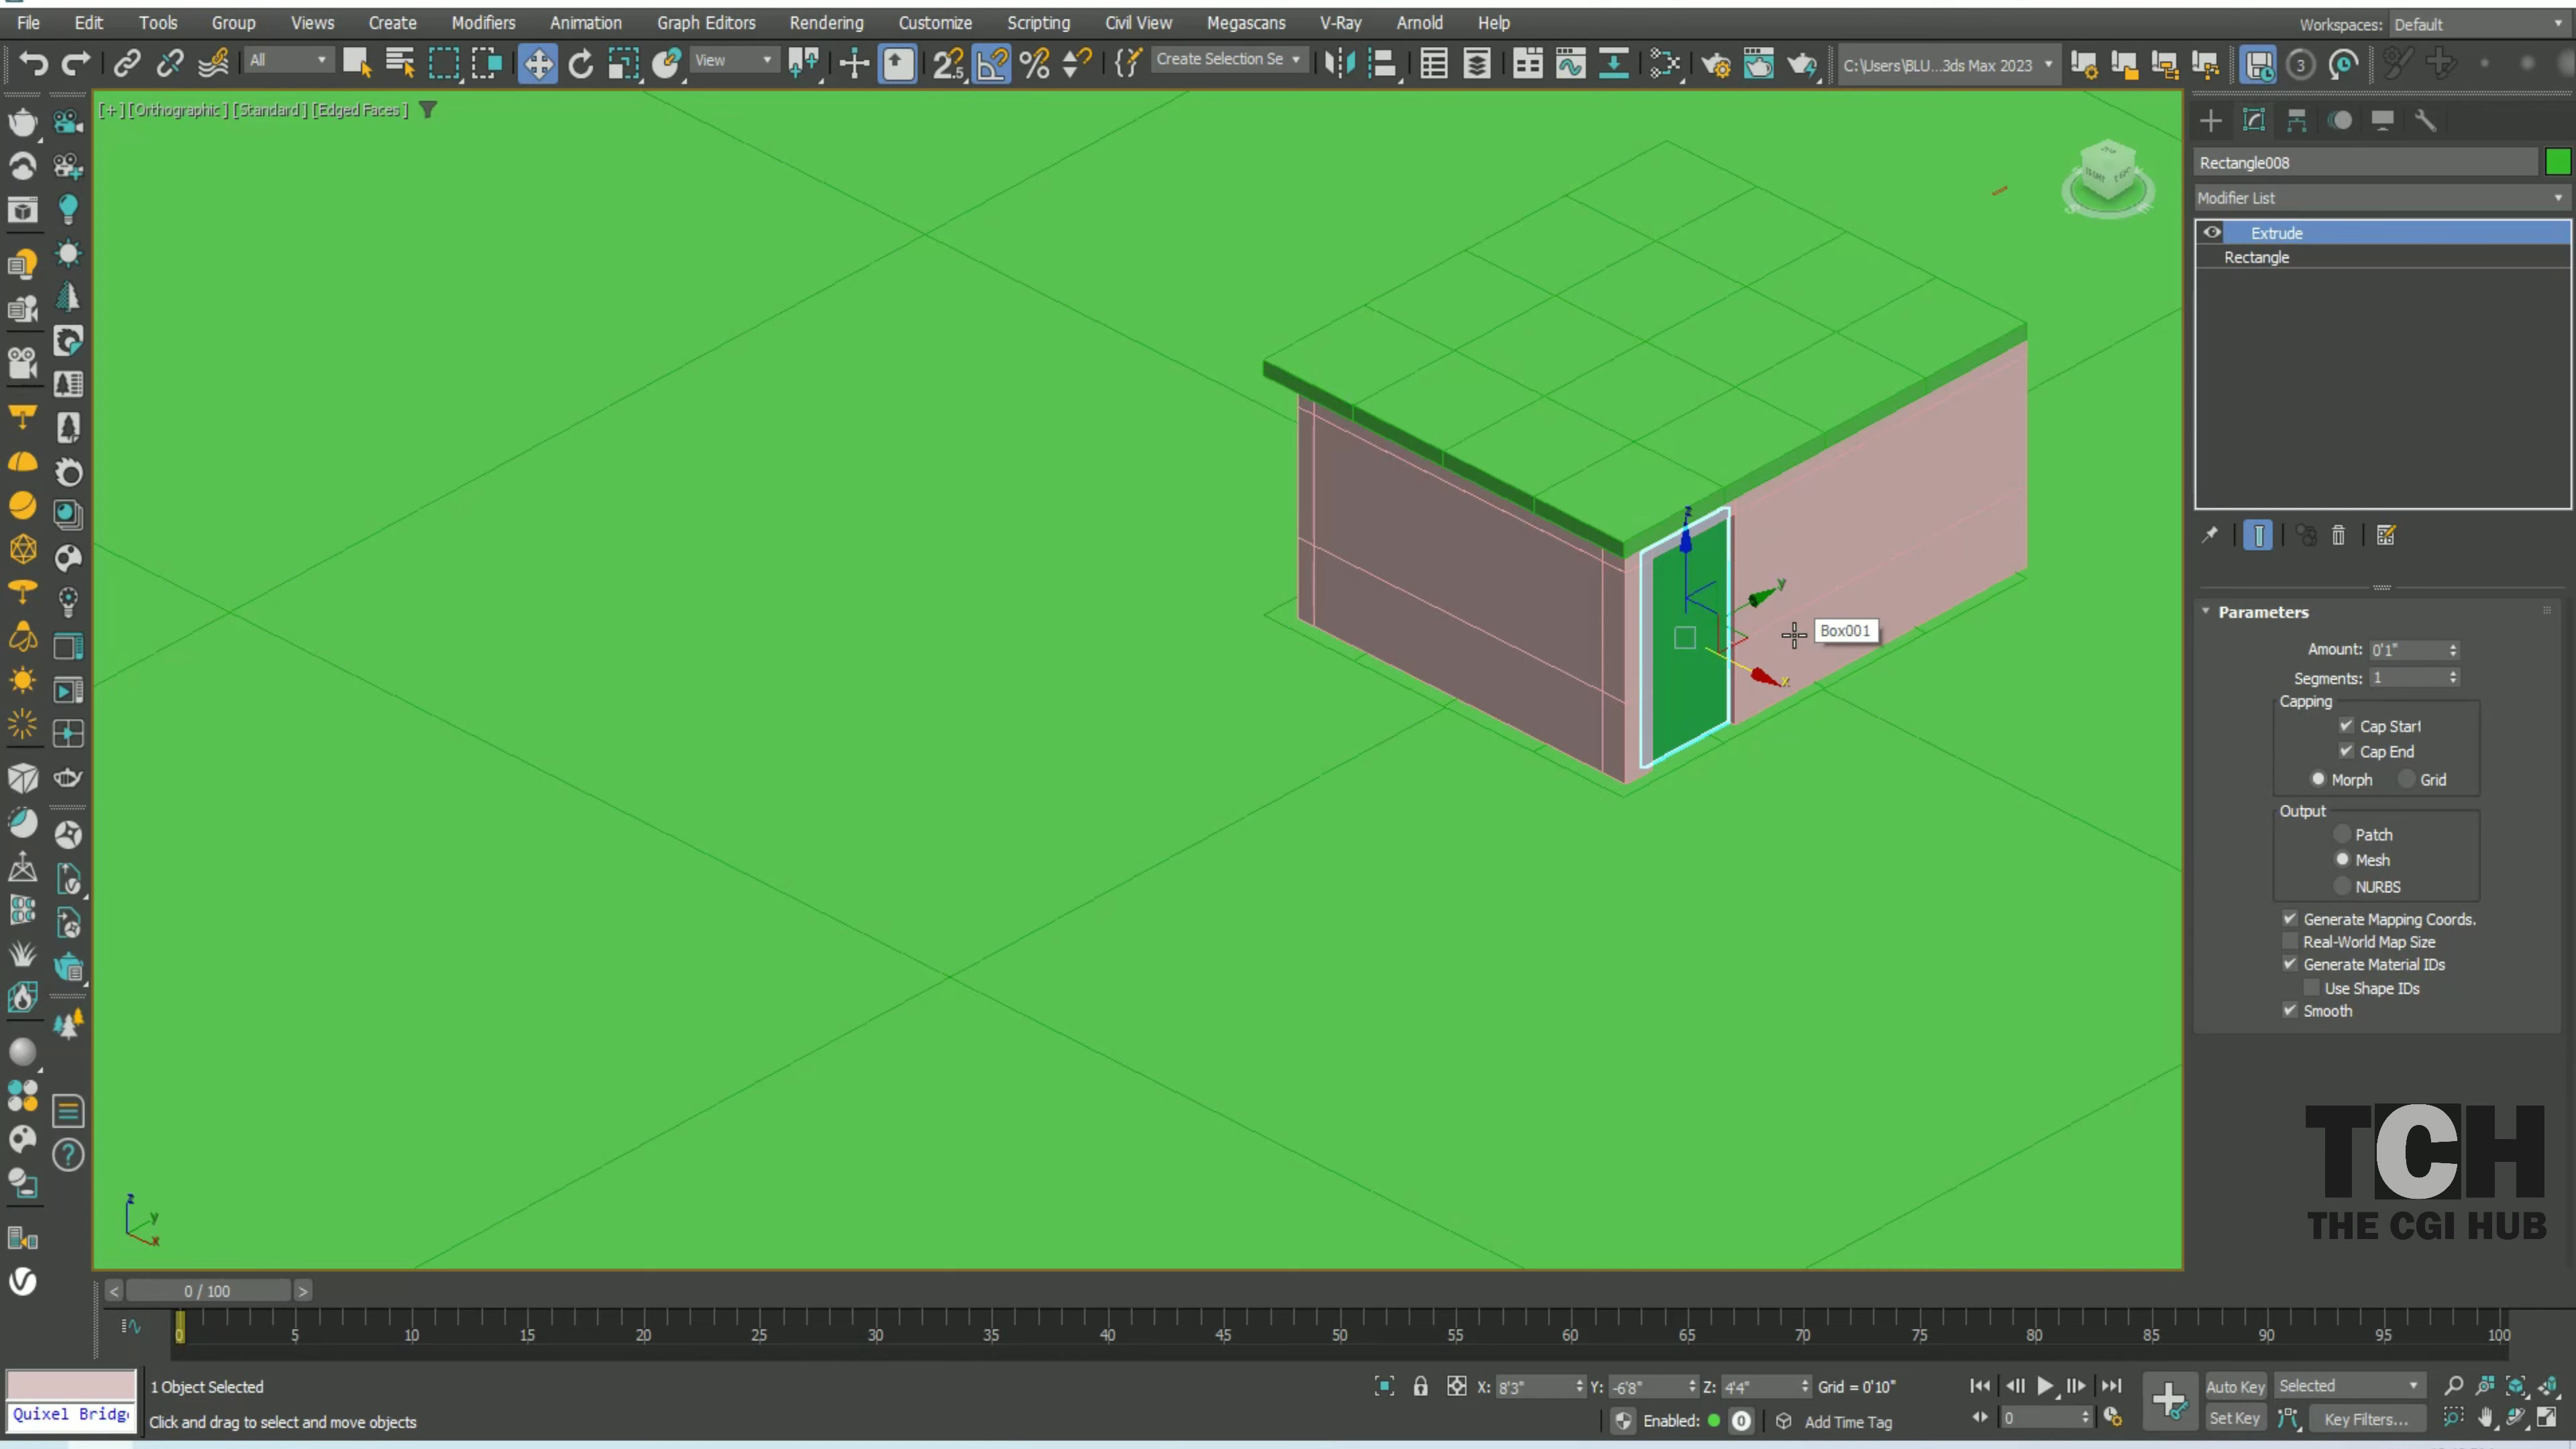 File Edit Tools Group Views Create Modifiers Animation Graph Editors Rendering Customize Scripting Civil View Megascans V-Ray Arnold Help Workspaces: Default
All View Create Selection Se C:\Users\BLU...3ds Max 2023
[+] [Orthographic] [Standard] [Edged Faces]
Rectangle008
Modifier List
Extrude
Rectangle
z
y
x
Box001
Parameters
Amount: 0'1"
Segments: 1
Capping
Cap Start
Cap End
Morph Grid
Output
Patch
Mesh
NURBS
Generate Mapping Coords.
Real-World Map Size
Generate Material IDs
Use Shape IDs
Smooth
TCH
THE CGI HUB
z
y
x
< 0 / 100 >
0 5 10 15 20 25 30 35 40 45 50 55 60 65 70 75 80 85 90 95 100
1 Object Selected X: 8'3" Y: -6'8" Z: 4'4" Grid = 0'10" Auto Key Selected
Quixel Bridg Click and drag to select and move objects Enabled: 0 Add Time Tag 0 Set Key Key Filters...